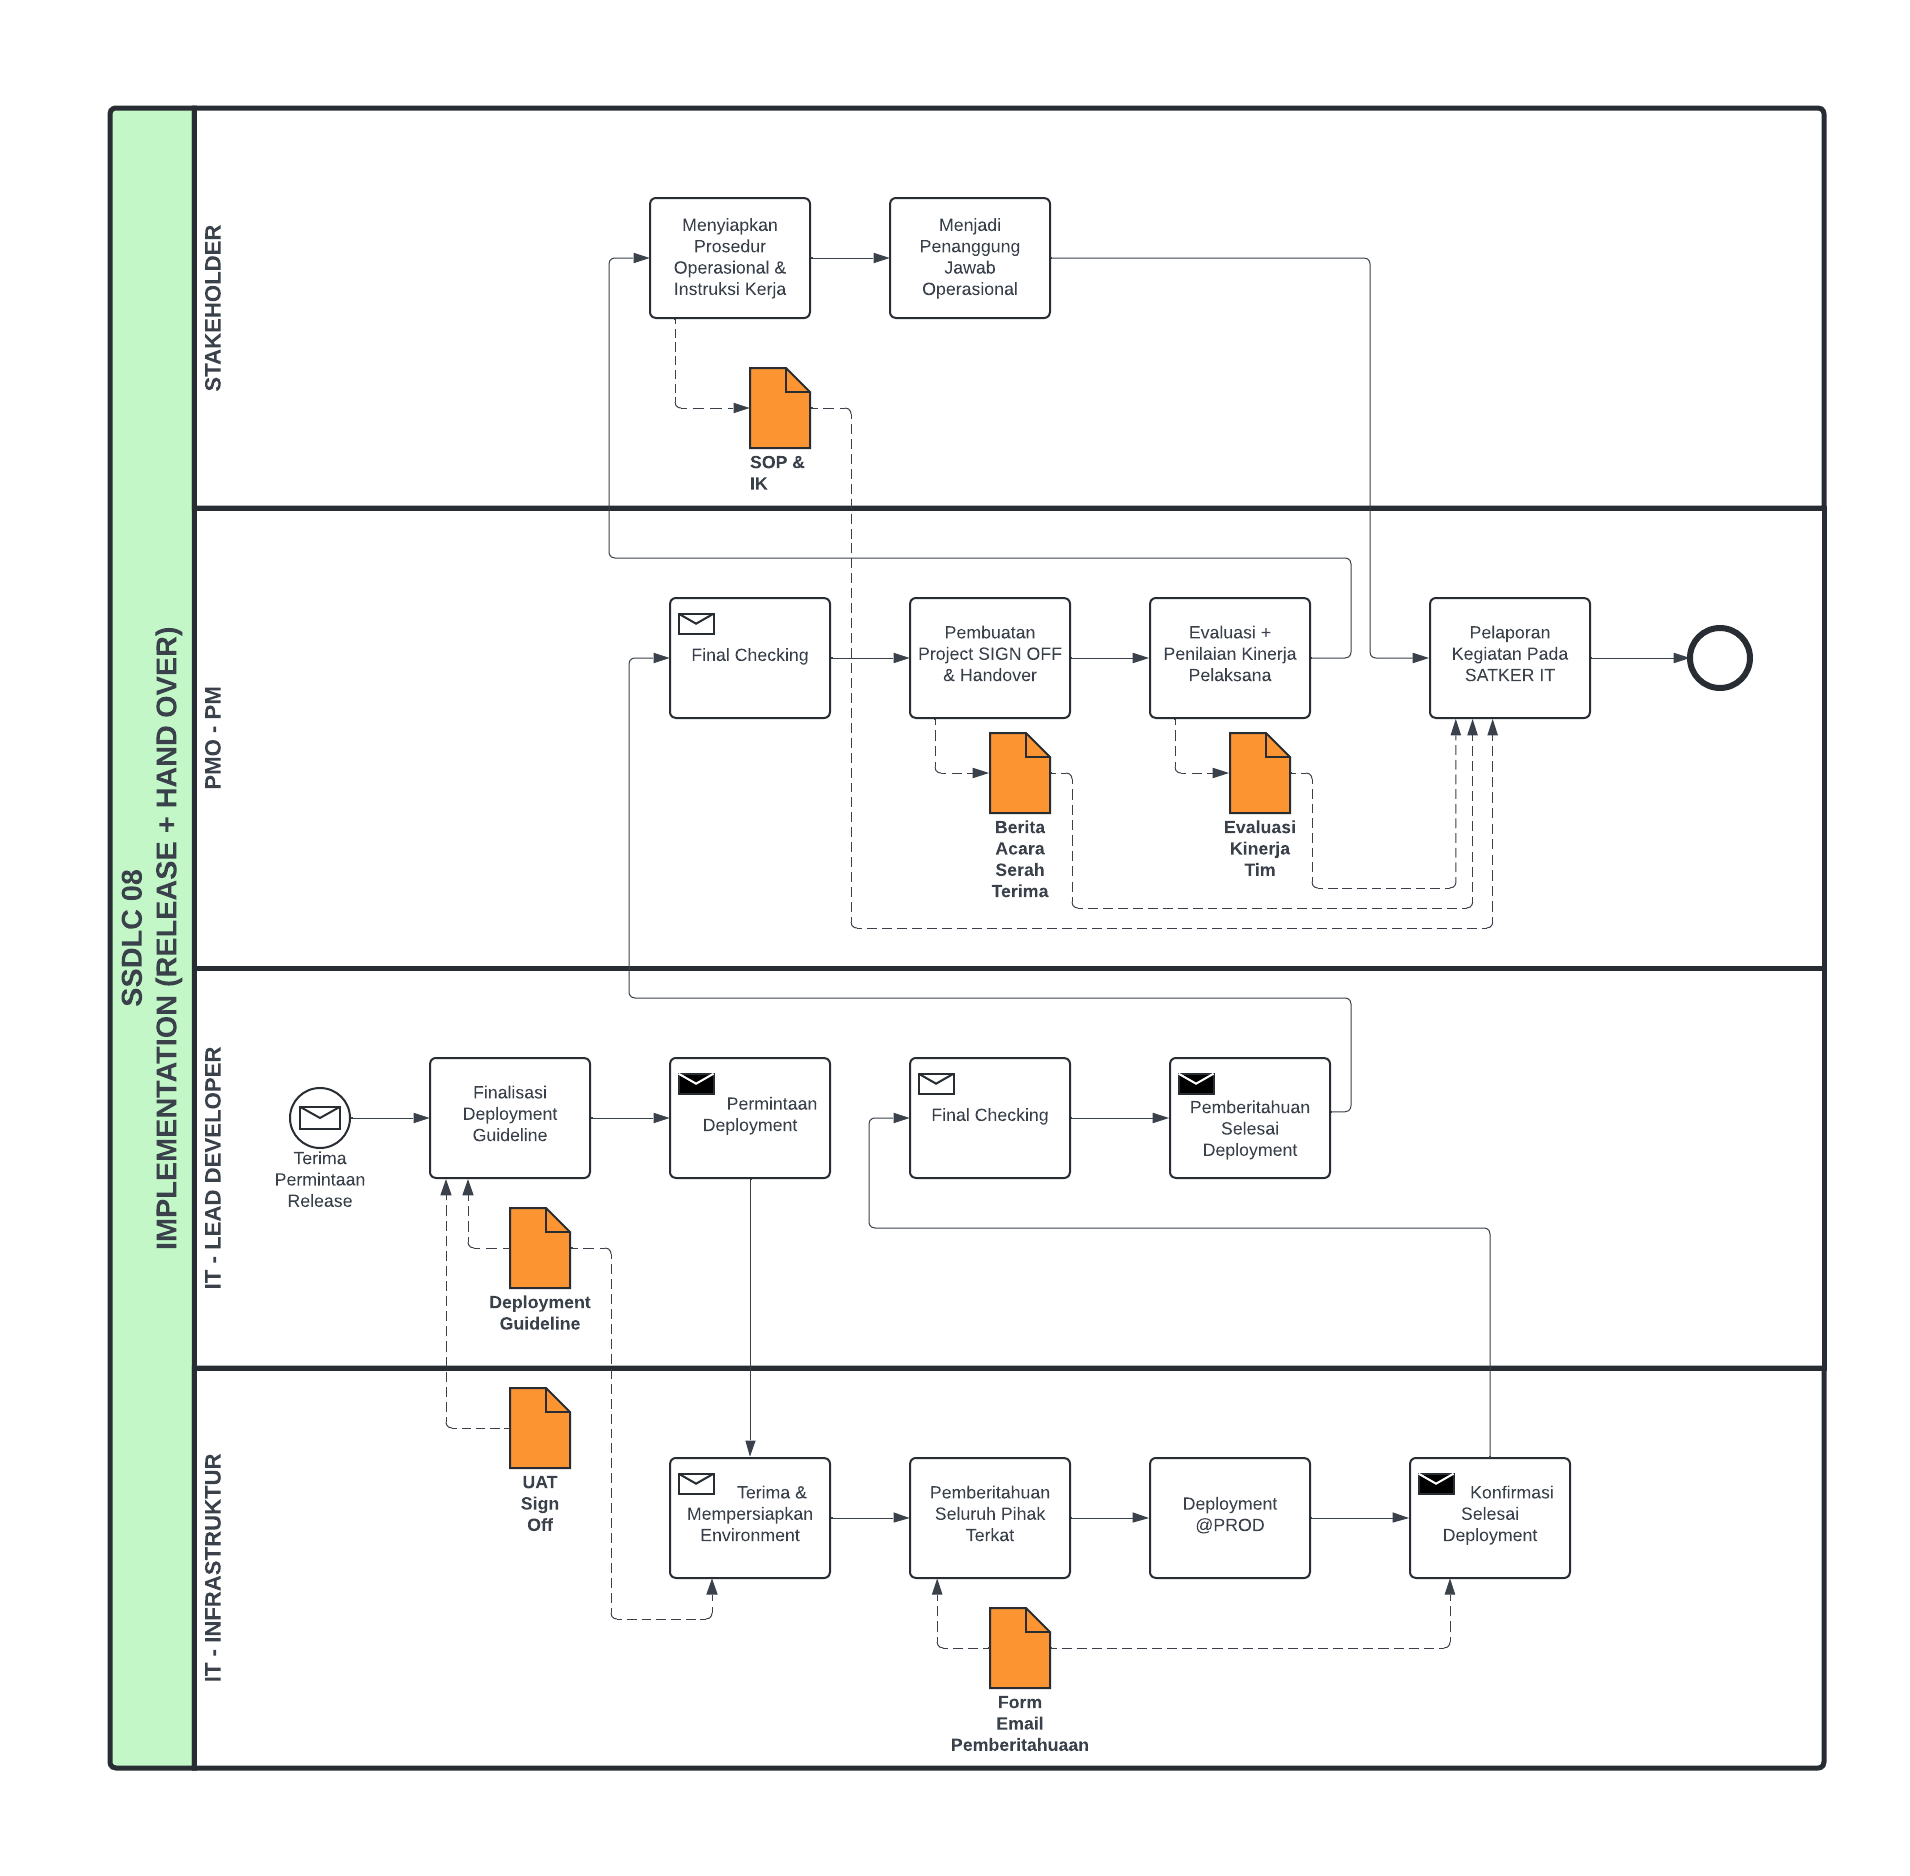 SSDLC 08
IMPLEMENTATION (RELEASE + HAND OVER)
STAKEHOLDER
Menyiapkan
Prosedur
Operasional &
Instruksi Kerja
Menjadi
Penanggung
Jawab
Operasional
SOP &
IK
PMO - PM
Final Checking
Pembuatan
Project SIGN OFF
& Handover
Evaluasi +
Penilaian Kinerja
Pelaksana
Pelaporan
Kegiatan Pada
SATKER IT
Berita
Acara
Serah
Terima
Evaluasi
Kinerja
Tim
IT - LEAD DEVELOPER
Terima
Permintaan
Release
Finalisasi
Deployment
Guideline
Permintaan
Deployment
Final Checking
Pemberitahuan
Selesai
Deployment
Deployment
Guideline
IT - INFRASTRUKTUR
UAT
Sign
Off
Terima &
Mempersiapkan
Environment
Pemberitahuan
Seluruh Pihak
Terkat
Deployment
@PROD
Konfirmasi
Selesai
Deployment
Form
Email
Pemberitahuaan